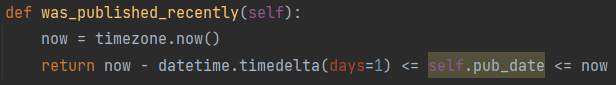 def was_published_recently(self):
    now = timezone.now()
    return now - datetime.timedelta(days=1) <= self.pub_date <= now